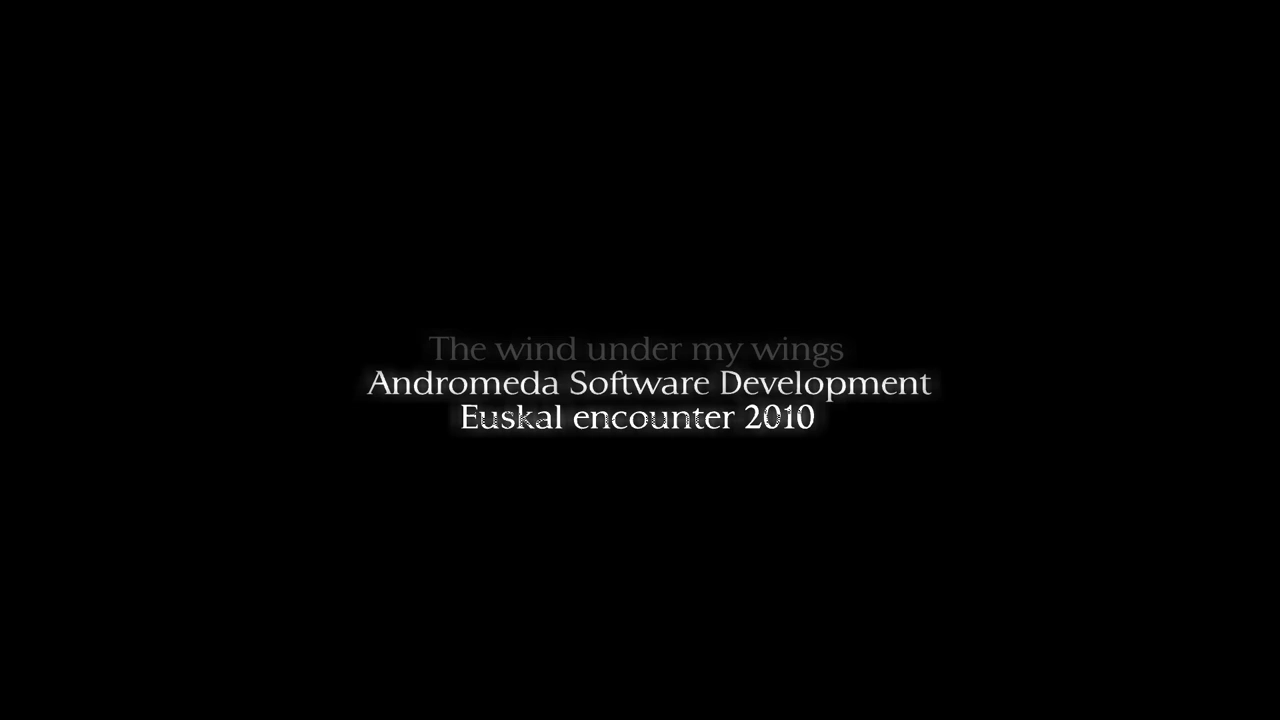 The wind under my wings
Andromeda Software Development
Euskal encounter 2010